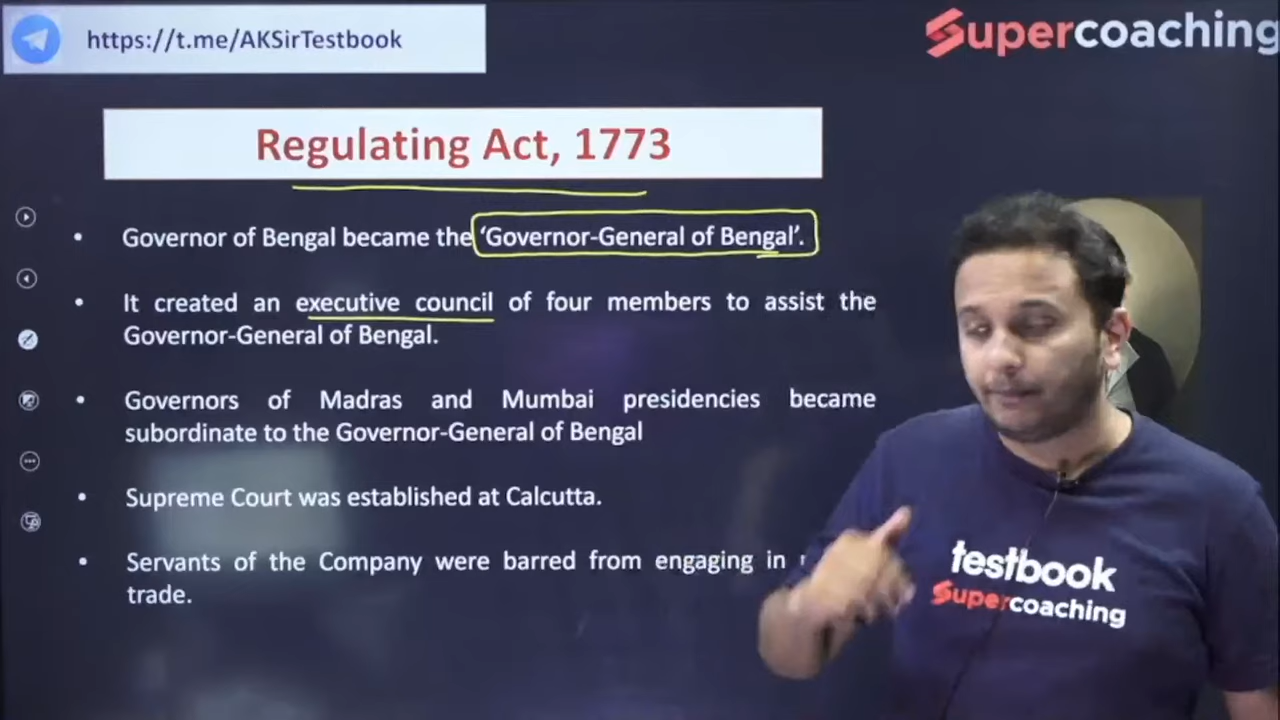 https://t.me/AKSirTestbook
Supercoaching
Regulating Act, 1773
• Governor of Bengal became the ‘Governor-General of Bengal’.
• It created an executive council of four members to assist the
Governor-General of Bengal.
• Governors of Madras and Mumbai presidencies became
subordinate to the Governor-General of Bengal
• Supreme Court was established at Calcutta.
• Servants of the Company were barred from engaging in
trade.
testbook
Supercoaching